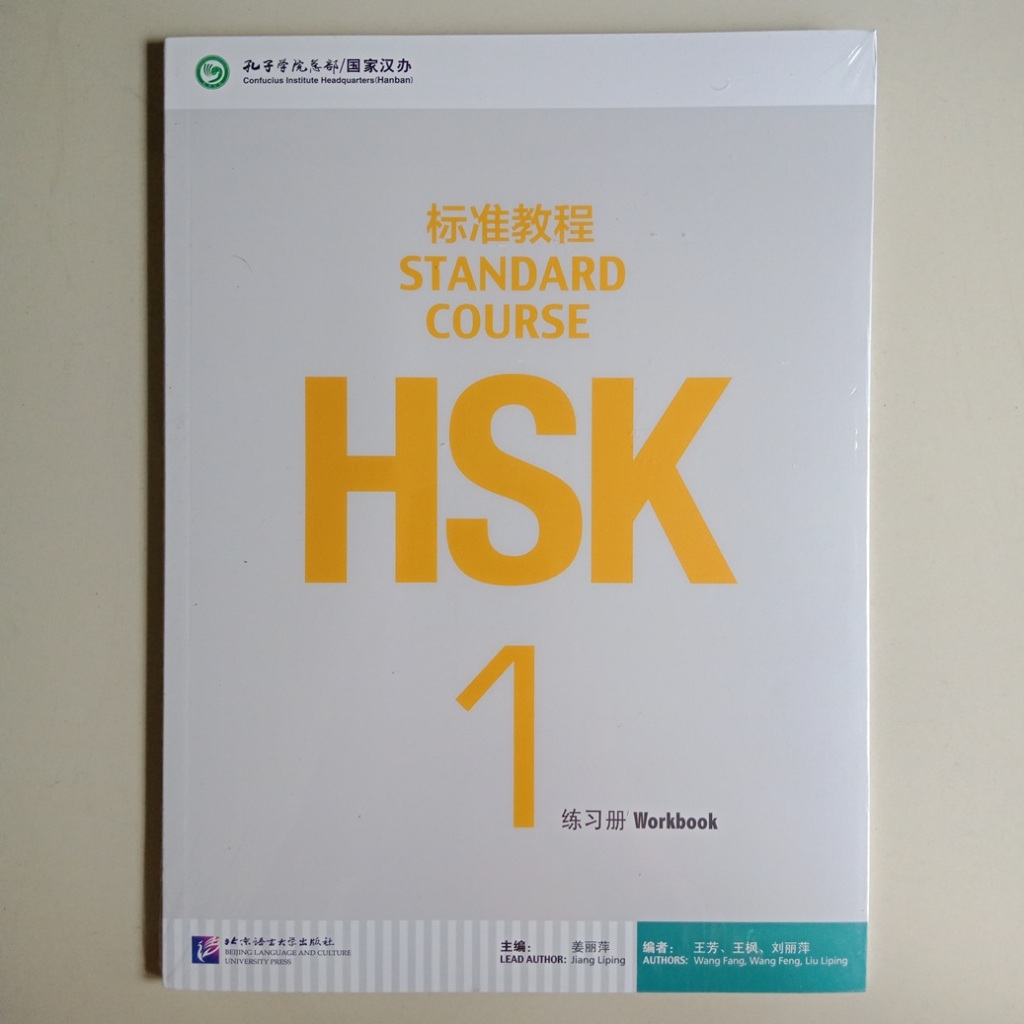 孔子学院总部/国家汉办
Confucius Institute Headquarters(Hanban)
标准教程
STANDARD
COURSE
HSK
1
练习册/Workbook
北京语言大学出版社
BEIJING LANGUAGE AND CULTURE
UNIVERSITY PRESS
主编： 姜丽萍
LEAD AUTHOR: Jiang Liping
编者： 王芳、王枫、刘丽萍
AUTHORS: Wang Fang, Wang Feng, Liu Liping